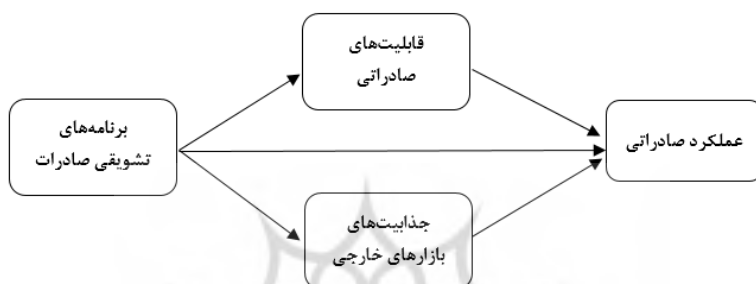 قابلیت‌های
صادراتی
برنامه‌های
تشویقی صادرات
عملکرد صادراتی
جذابیت‌های
بازارهای خارجی